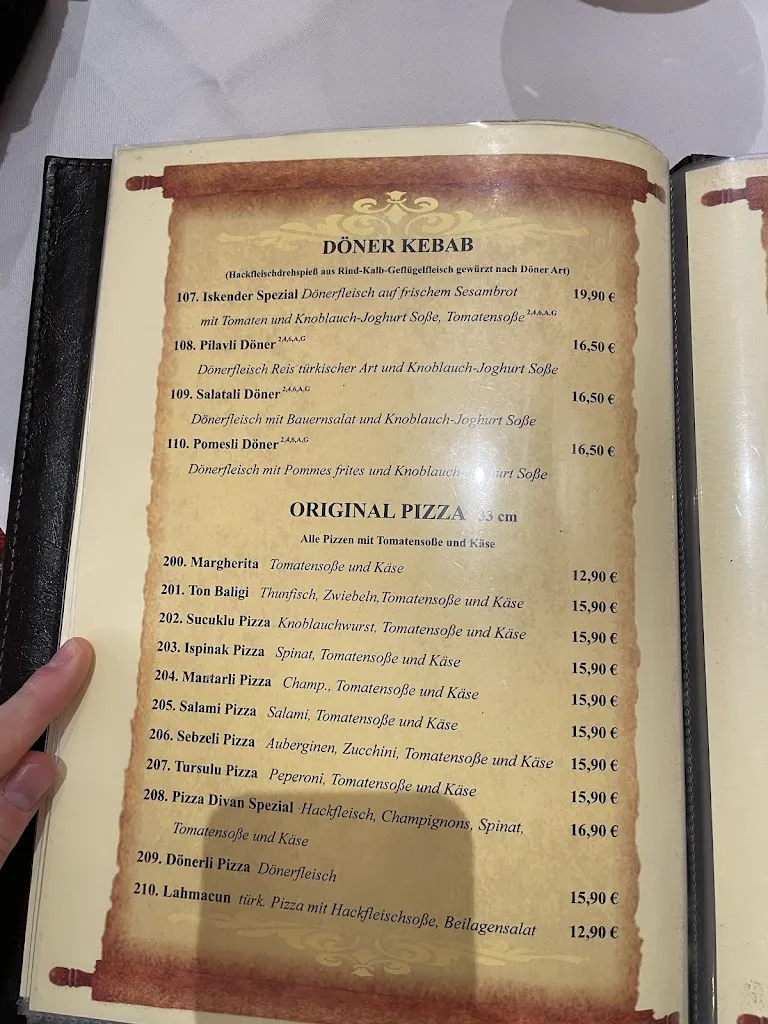 DÖNER KEBAB
(Hackfleischdrehspieß aus Rind-Kalb-Geflügelfleisch gewürzt nach Döner Art)
107. Iskender Spezial Dönerfleisch auf frischem Sesambrot 19,90 €
mit Tomaten und Knoblauch-Joghurt Soße, Tomatensoße 2,4,6,A,G
108. Pilavli Döner 2,4,6,A,G 16,50 €
Dönerfleisch Reis türkischer Art und Knoblauch-Joghurt Soße
109. Salatali Döner 2,4,6,A,G 16,50 €
Dönerfleisch mit Bauernsalat und Knoblauch-Joghurt Soße
110. Pomesli Döner 2,4,6,A,G 16,50 €
Dönerfleisch mit Pommes frites und Knoblauch-Joghurt Soße
ORIGINAL PIZZA 33 cm
Alle Pizzen mit Tomatensoße und Käse
200. Margherita Tomatensoße und Käse 12,90 €
201. Ton Baligi Thunfisch, Zwiebeln,Tomatensoße und Käse 15,90 €
202. Sucuklu Pizza Knoblauchwurst, Tomatensoße und Käse 15,90 €
203. Ispinak Pizza Spinat, Tomatensoße und Käse 15,90 €
204. Mantarli Pizza Champ., Tomatensoße und Käse 15,90 €
205. Salami Pizza Salami, Tomatensoße und Käse 15,90 €
206. Sebzeli Pizza Auberginen, Zucchini, Tomatensoße und Käse 15,90 €
207. Tursulu Pizza Peperoni, Tomatensoße und Käse 15,90 €
208. Pizza Divan Spezial Hackfleisch, Champignons, Spinat, 16,90 €
Tomatensoße und Käse
209. Dönerli Pizza Dönerfleisch 15,90 €
210. Lahmacun türk. Pizza mit Hackfleischsoße, Beilagensalat 12,90 €